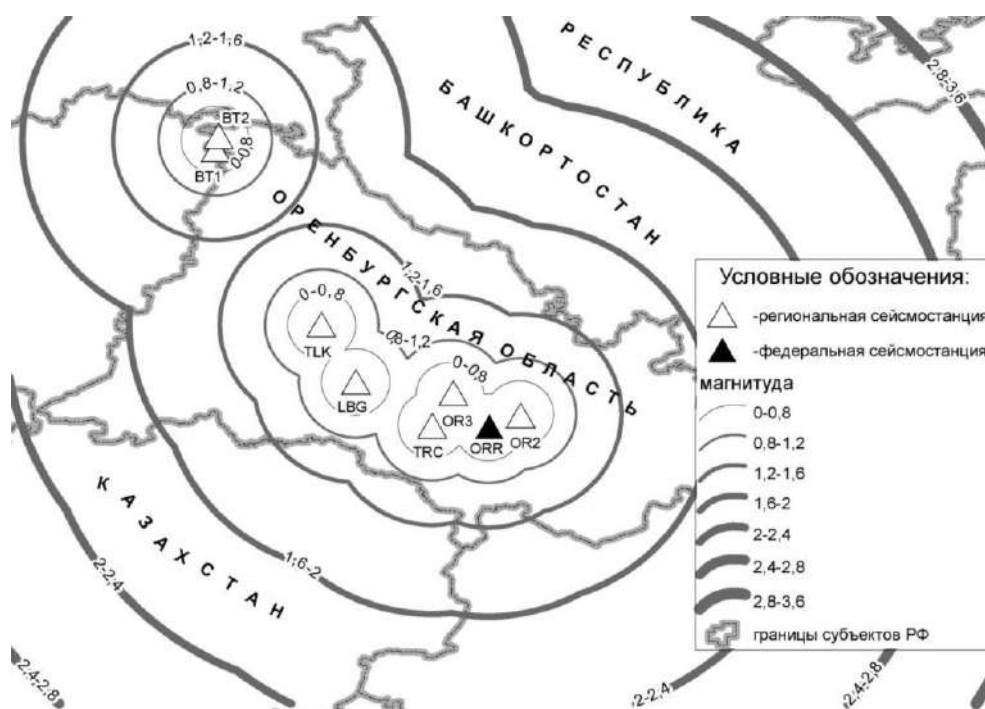 1,2-1,6
0,8-1,2
BT2
0-0,8
BT1
РЕСПУБЛИКА
БАШКОРТОСТАН
2,8-3,6
ОРЕНБУРГСКАЯ ОБЛАСТЬ
1,2-1,6
0-0,8
TLK
0,8-1,2
0-0,8
LBG
OR3
TRC
ORR
OR2
КАЗАХСТАН
1,6-2
2-2,4
2,4-2,8
2-2,4
2,4-2,8
Условные обозначения:
-региональная сейсмостанция
-федеральная сейсмостанция
магнитуда
0-0,8
0,8-1,2
1,2-1,6
1,6-2
2-2,4
2,4-2,8
2,8-3,6
границы субъектов РФ